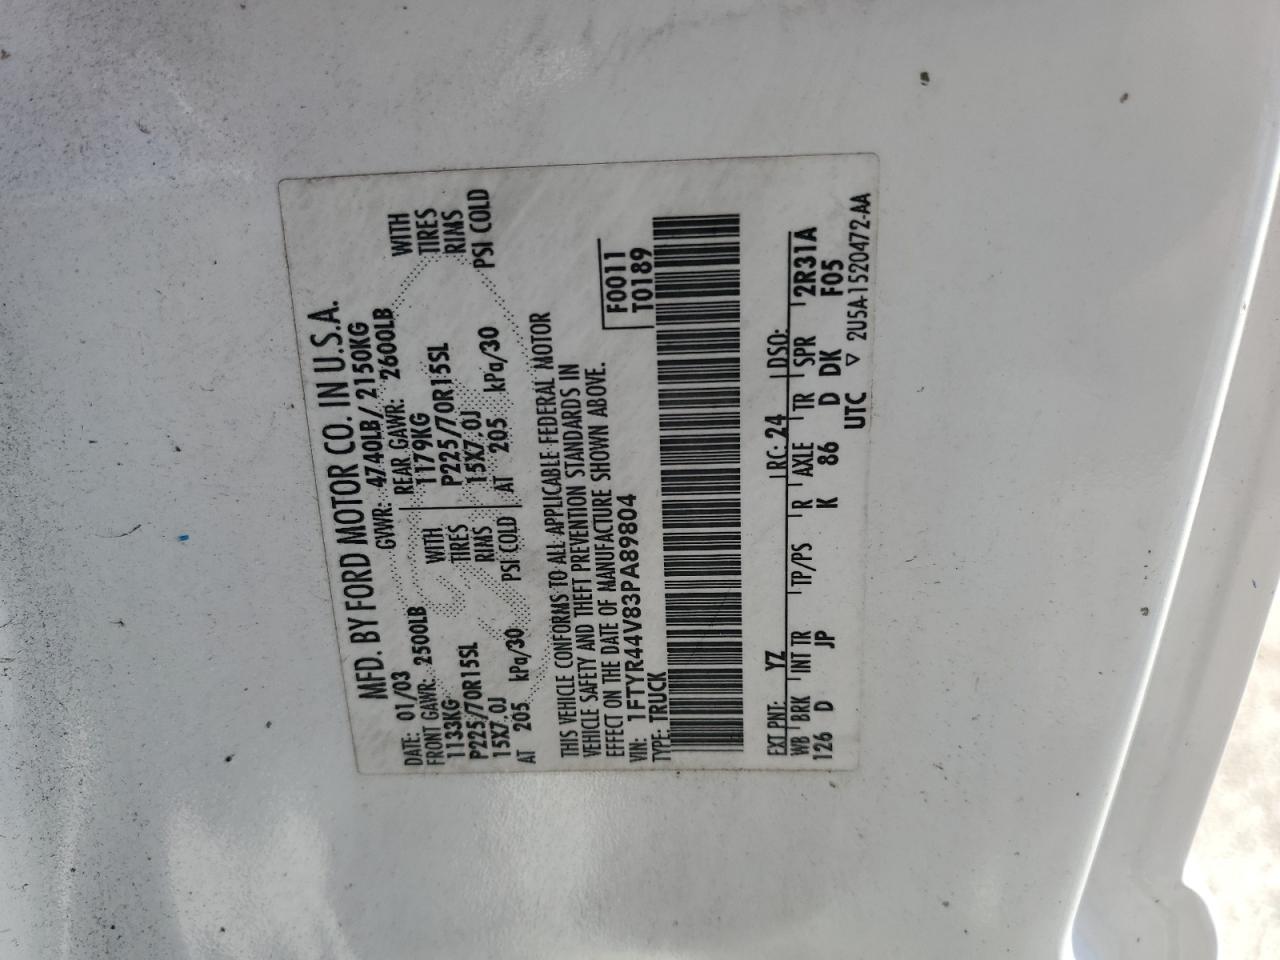 MFD. BY FORD MOTOR CO. IN U.S.A.
DATE: 01/03 GVWR: 4740LB/ 2150KG
FRONT GAWR: 2500LB REAR GAWR: 2600LB
1133KG WITH 1179KG WITH
P225/70R15SL TIRES P225/70R15SL TIRES
15X7.0J RIMS 15X7.0J RIMS
AT 205 kPa/30 PSI COLD AT 205 kPa/30 PSI COLD
THIS VEHICLE CONFORMS TO ALL APPLICABLE FEDERAL MOTOR
VEHICLE SAFETY AND THEFT PREVENTION STANDARDS IN
EFFECT ON THE DATE OF MANUFACTURE SHOWN ABOVE.
VIN: 1FTYR44V83PA89804 F0011
TYPE: TRUCK T0189
EXT PNT: YZ RC: 24 DSO:
WB BRK INT TR TP/PS R AXLE TR SPR 2R31A
126 D JP K 86 D DK F05
UTC ▽ 2U5A-1520472-AA